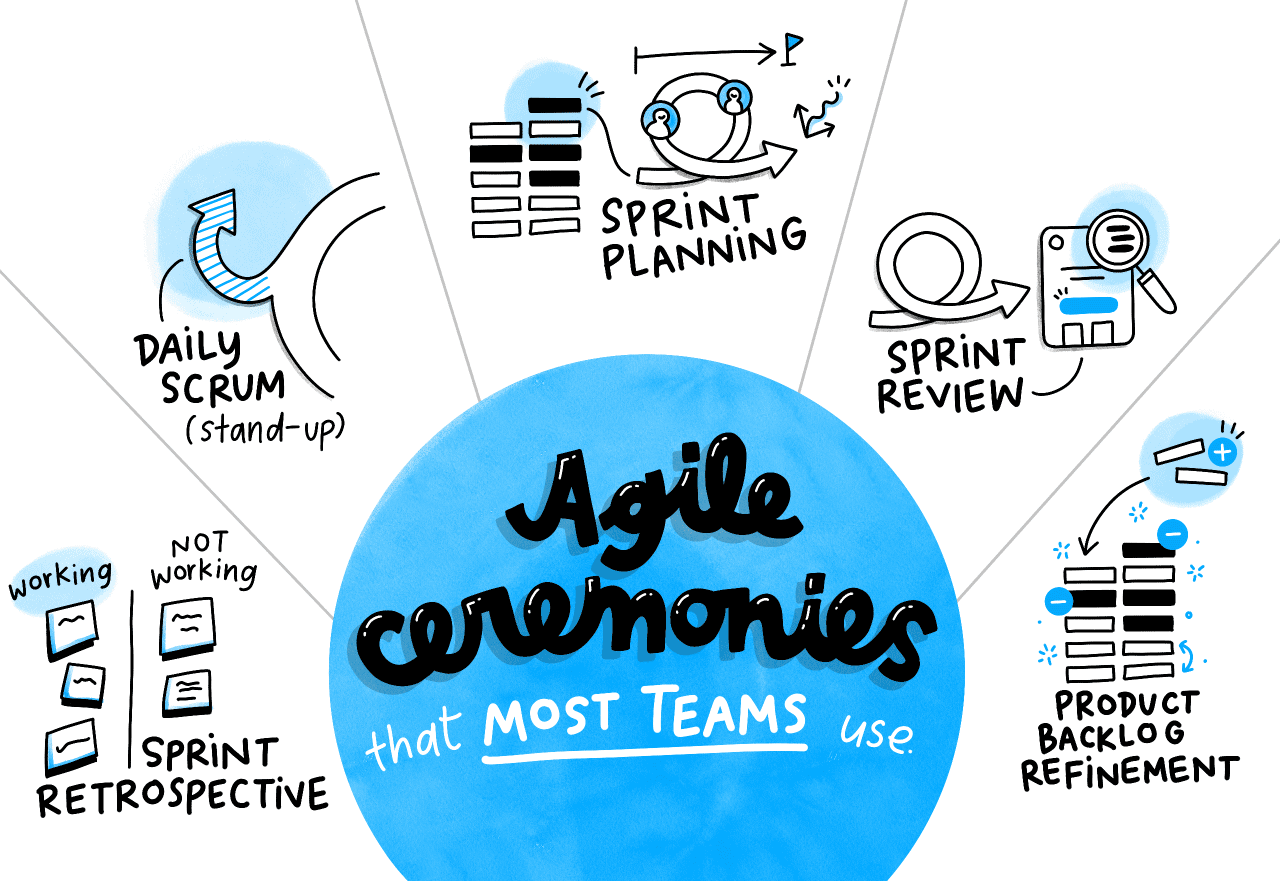 Agile
ceremonies
that MOST TEAMS use.
working
NOT
working
SPRINT
RETROSPECTIVE
DAILY
SCRUM
(stand-up)
SPRINT
PLANNING
SPRINT
REVIEW
PRODUCT
BACKLOG
REFINEMENT